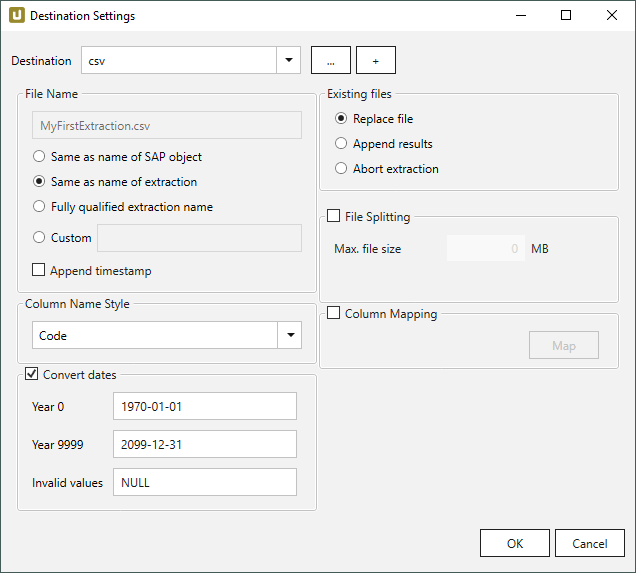 Destination Settings
Destination csv ... +
File Name
MyFirstExtraction.csv
Same as name of SAP object
Same as name of extraction
Fully qualified extraction name
Custom
Append timestamp
Column Name Style
Code
Convert dates
Year 0 1970-01-01
Year 9999 2099-12-31
Invalid values NULL
Existing files
Replace file
Append results
Abort extraction
File Splitting
Max. file size 0 MB
Column Mapping
Map
OK Cancel